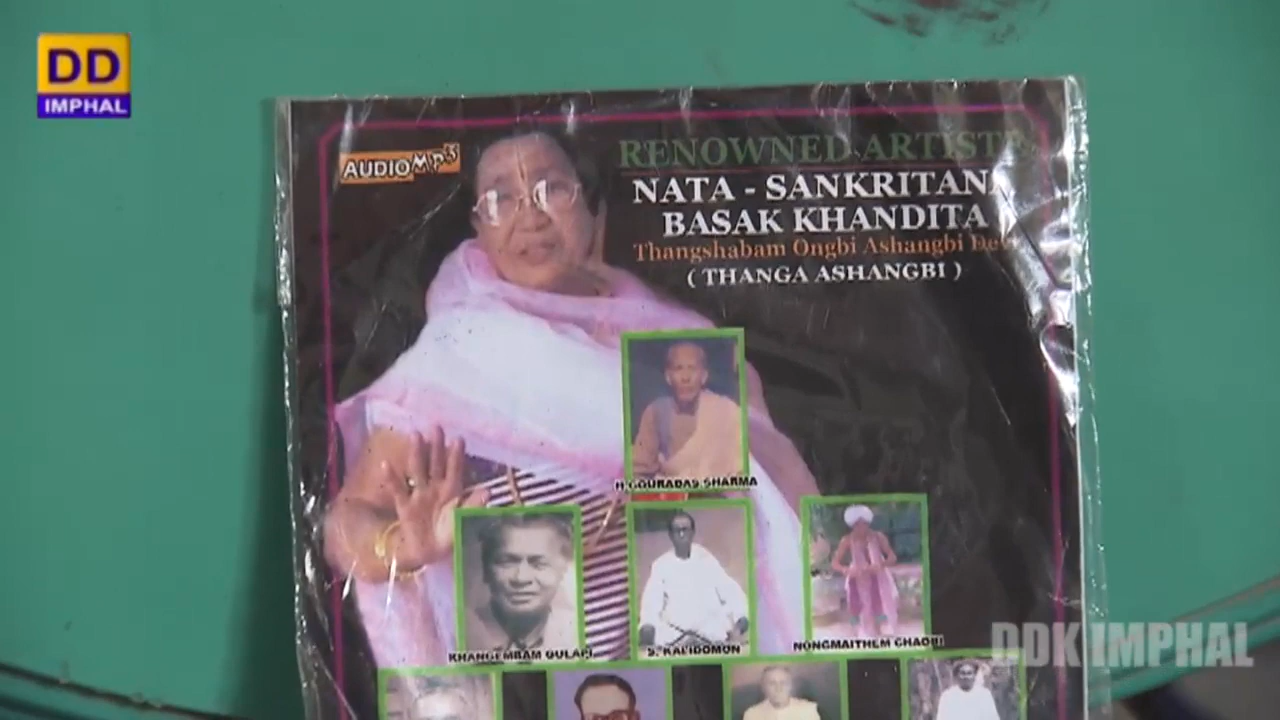 DD
IMPHAL
AUDIO MP3
RENOWNED ARTISTE
NATA - SANKRITANA
BASAK KHANDITA
Thangshabam Ongbi Ashangbi
( THANGA ASHANGBI )
H GOURADAS SHARMA
KHANGEMBAM GULAPI
S. KALIDOMON
NONGMAITHEM CHAOBI
DDK IMPHAL